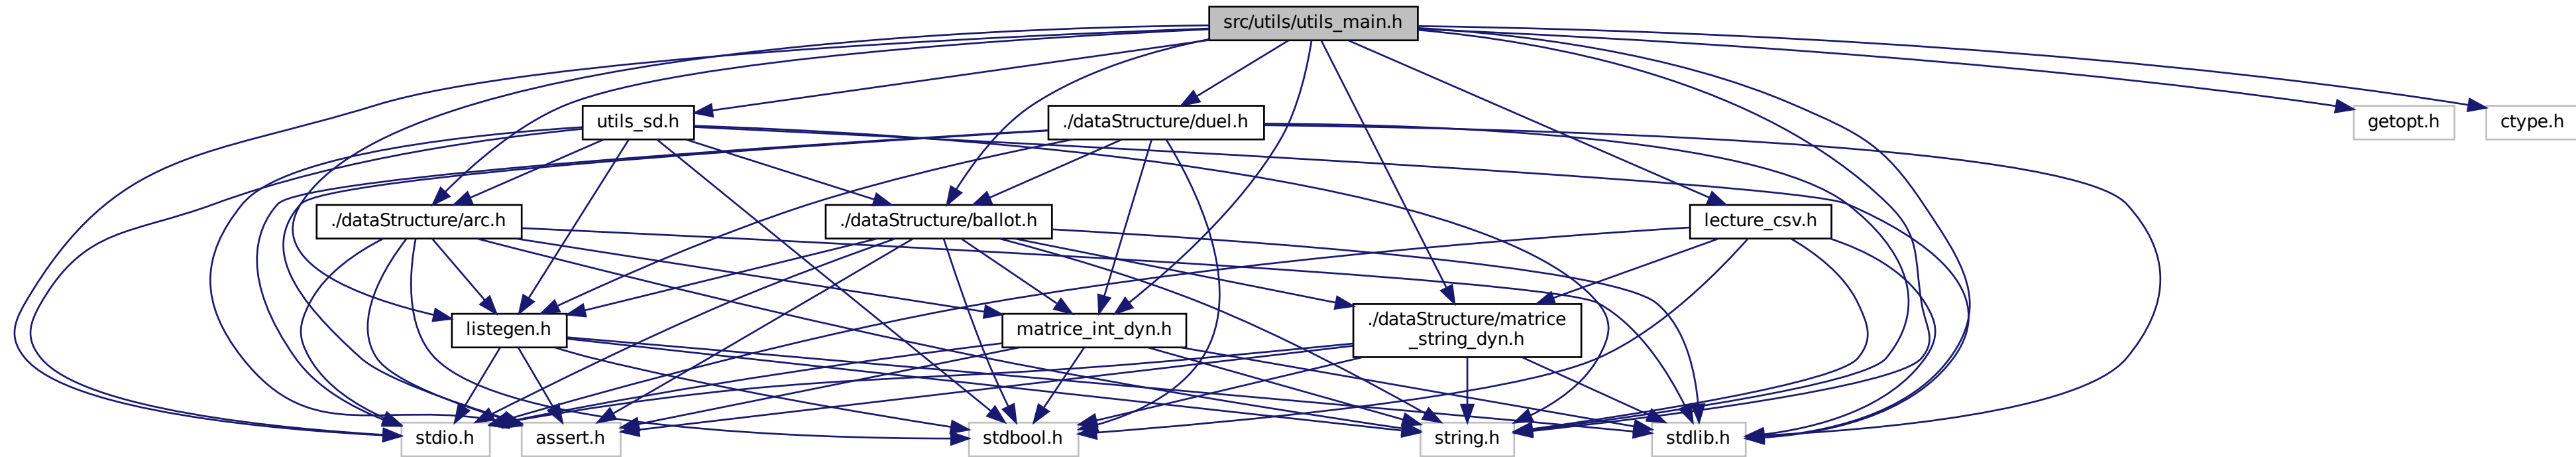 src/utils/utils_main.h
utils_sd.h
./dataStructure/duel.h
getopt.h
ctype.h
./dataStructure/arc.h
./dataStructure/ballot.h
lecture_csv.h
listegen.h
matrice_int_dyn.h
./dataStructure/matrice
_string_dyn.h
stdio.h
assert.h
stdbool.h
string.h
stdlib.h